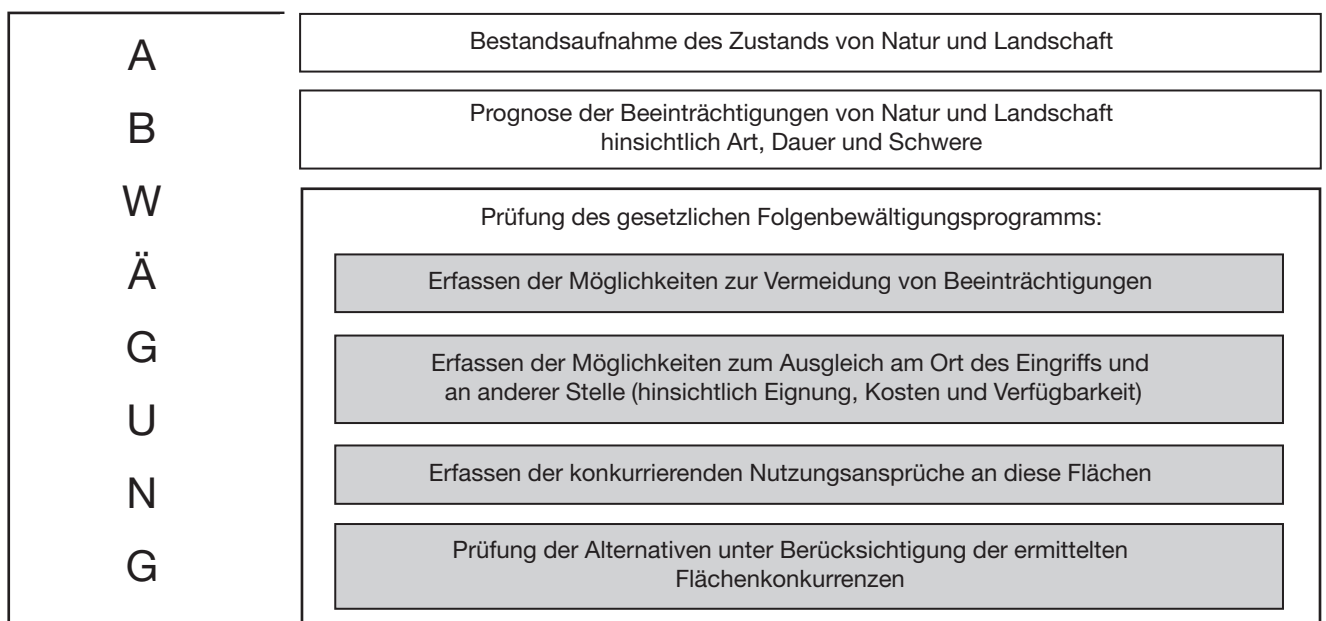 A
B
W
Ä
G
U
N
G
Bestandsaufnahme des Zustands von Natur und Landschaft
Prognose der Beeinträchtigungen von Natur und Landschaft
hinsichtlich Art, Dauer und Schwere
Prüfung des gesetzlichen Folgenbewältigungsprogramms:
Erfassen der Möglichkeiten zur Vermeidung von Beeinträchtigungen
Erfassen der Möglichkeiten zum Ausgleich am Ort des Eingriffs und
an anderer Stelle (hinsichtlich Eignung, Kosten und Verfügbarkeit)
Erfassen der konkurrierenden Nutzungsansprüche an diese Flächen
Prüfung der Alternativen unter Berücksichtigung der ermittelten
Flächenkonkurrenzen